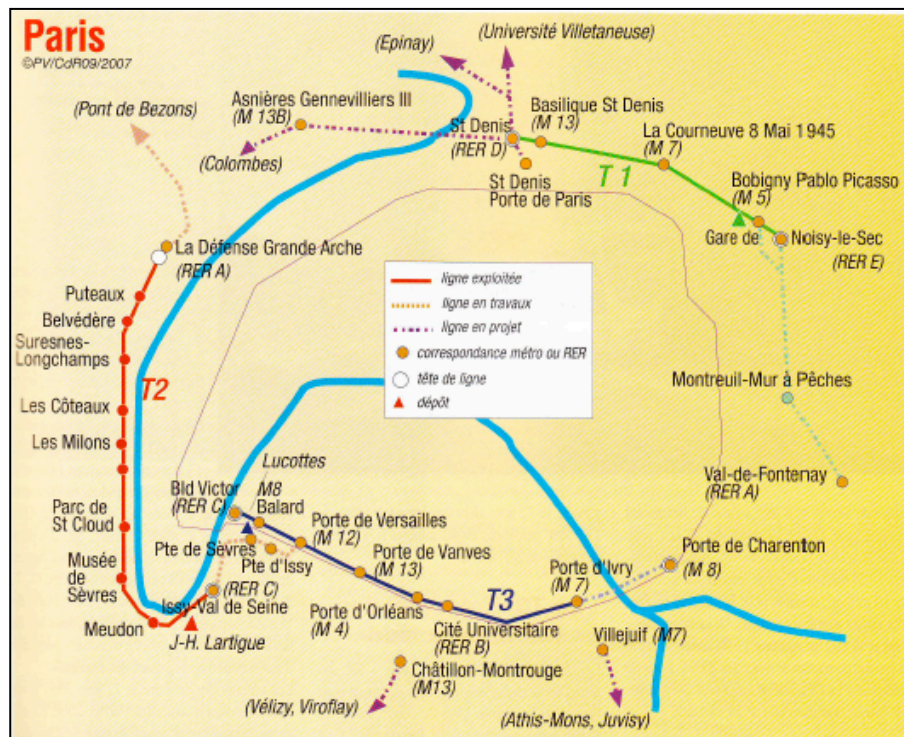 Paris
©PV/CdR09/2007
(Epinay)
(Université Villetaneuse)
(Pont de Bezons)
Asnières Gennevilliers III
(M 13B)
(Colombes)
St Denis
(RER D)
Basilique St Denis
(M 13)
La Courneuve 8 Mai 1945
(M 7)
St Denis
Porte de Paris
T 1
Bobigny Pablo Picasso
(M 5)
Gare de
Noisy-le-Sec
(RER E)
La Défense Grande Arche
(RER A)
Puteaux
Belvédère
Suresnes-
Longchamps
T2
Les Côteaux
Les Milons
Parc de
St Cloud
Musée
de
Sèvres
Meudon
ligne exploitée
ligne en travaux
ligne en projet
correspondance métro ou RER
tête de ligne
dépôt
Montreuil-Mur à Pêches
Val-de-Fontenay
(RER A)
Lucottes
Bld Victor
(RER C)
M8
Balard
Porte de Versailles
(M 12)
Pte de Sèvres
Pte d'Issy
Porte de Vanves
(M 13)
(RER C)
Issy-Val de Seine
J-H. Lartigue
Porte d'Orléans
(M 4)
T3
Cité Universitaire
(RER B)
Porte d'Ivry
(M 7)
Porte de Charenton
(M 8)
Villejuif (M7)
Châtillon-Montrouge
(M13)
(Vélizy, Viroflay)
(Athis-Mons, Juvisy)